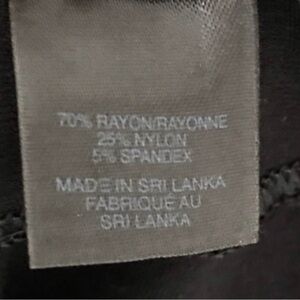 70% RAYON/RAYONNE
25% NYLON
5% SPANDEX
MADE IN SRI LANKA
FABRIQUE AU
SRI LANKA